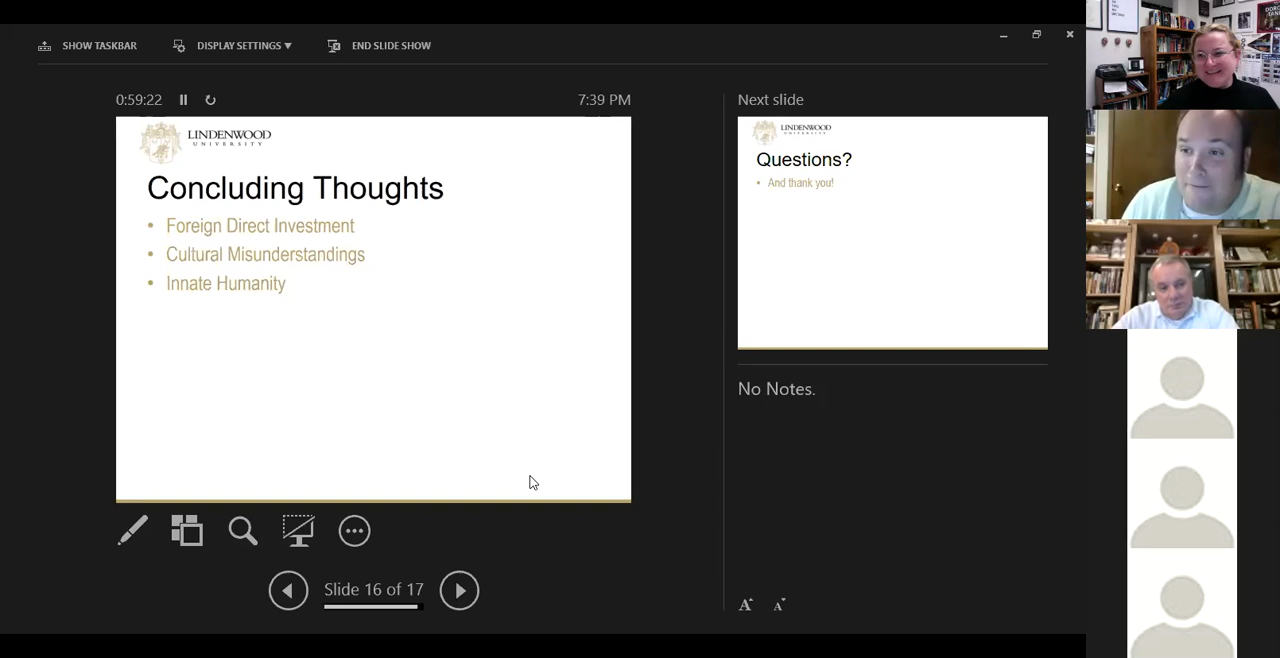 SHOW TASKBAR
DISPLAY SETTINGS ▼
END SLIDE SHOW
0:59:22
7:39 PM
LINDENWOOD
UNIVERSITY
Concluding Thoughts
• Foreign Direct Investment
• Cultural Misunderstandings
• Innate Humanity
Slide 16 of 17
Next slide
LINDENWOOD
UNIVERSITY
Questions?
• And thank you!
No Notes.
A
A